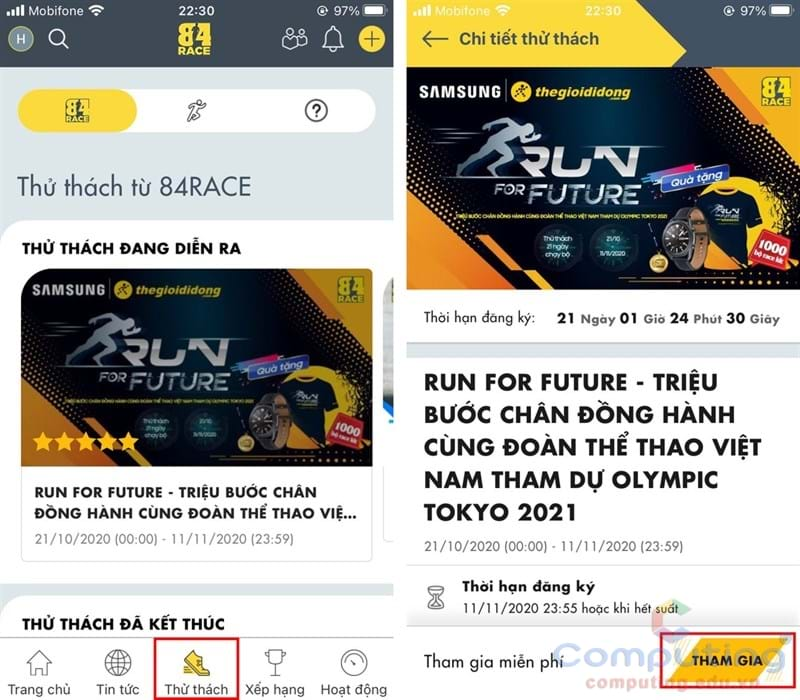 Mobifone
22:30
97%
H
84
RACE
84
RACE
?
Thử thách từ 84RACE
THỬ THÁCH ĐANG DIỄN RA
SAMSUNG
thegioididong
.com
84
RACE
RUN
FOR FUTURE
Quà tặng
TRIỆU BƯỚC CHÂN ĐỒNG HÀNH CÙNG ĐOÀN THỂ THAO VIỆT NAM THAM DỰ OLYMPIC TOKYO 2021
Thử thách
21 ngày
chạy bộ
21/10
11/11/2020
1000
bộ race kit
RUN FOR FUTURE - TRIỆU BƯỚC CHÂN
ĐỒNG HÀNH CÙNG ĐOÀN THỂ THAO VIỆ...
21/10/2020 (00:00) - 11/11/2020 (23:59)
THỬ THÁCH ĐÃ KẾT THÚC
Trang chủ
Tin tức
Thử thách
Xếp hạng
Hoạt động
Mobifone
22:30
97%
Chi tiết thử thách
SAMSUNG
thegioididong
.com
84
RACE
RUN
FOR FUTURE
Quà tặng
TRIỆU BƯỚC CHÂN ĐỒNG HÀNH CÙNG ĐOÀN THỂ THAO VIỆT NAM THAM DỰ OLYMPIC TOKYO 2021
Thử thách
21 ngày
chạy bộ
21/10
11/11/2020
1000
bộ race kit
Thời hạn đăng ký: 21 Ngày 01 Giờ 24 Phút 30 Giây
RUN FOR FUTURE - TRIỆU
BƯỚC CHÂN ĐỒNG HÀNH
CÙNG ĐOÀN THỂ THAO VIỆT
NAM THAM DỰ OLYMPIC
TOKYO 2021
21/10/2020 (00:00) - 11/11/2020 (23:59)
Thời hạn đăng ký
11/11/2020 23:55 hoặc khi hết suất
Tham gia miễn phí
THAM GIA
Computing
computing.edu.vn